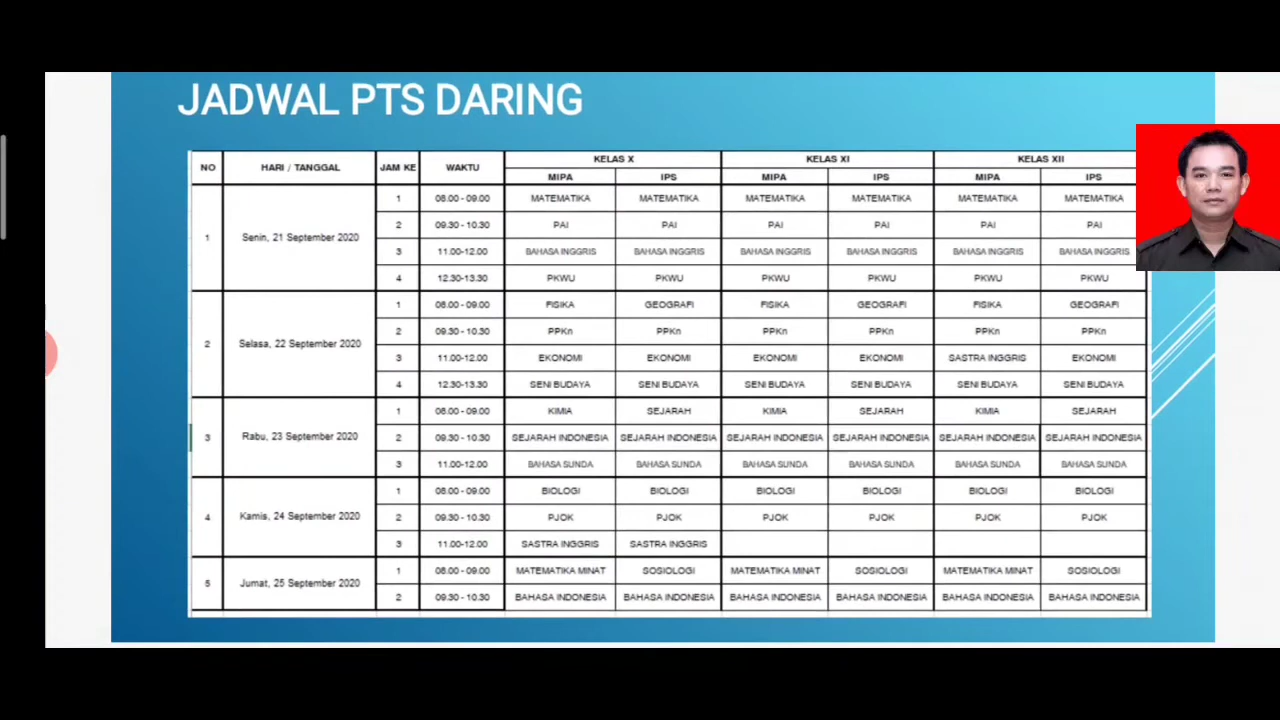 JADWAL PTS DARING
NO HARI / TANGGAL JAM KE WAKTU KELAS X KELAS XI KELAS XII
MIPA IPS MIPA IPS MIPA IPS
1 Senin, 21 September 2020
1 08.00 - 09.00 MATEMATIKA MATEMATIKA MATEMATIKA MATEMATIKA MATEMATIKA MATEMATIKA
2 09.30 - 10.30 PAI PAI PAI PAI PAI PAI
3 11.00-12.00 BAHASA INGGRIS BAHASA INGGRIS BAHASA INGGRIS BAHASA INGGRIS BAHASA INGGRIS BAHASA INGGRIS
4 12.30-13.30 PKWU PKWU PKWU PKWU PKWU PKWU
2 Selasa, 22 September 2020
1 08.00 - 09.00 FISIKA GEOGRAFI FISIKA GEOGRAFI FISIKA GEOGRAFI
2 09.30 - 10.30 PPKn PPKn PPKn PPKn PPKn PPKn
3 11.00-12.00 EKONOMI EKONOMI EKONOMI EKONOMI SASTRA INGGRIS EKONOMI
4 12.30-13.30 SENI BUDAYA SENI BUDAYA SENI BUDAYA SENI BUDAYA SENI BUDAYA SENI BUDAYA
3 Rabu, 23 September 2020
1 08.00 - 09.00 KIMIA SEJARAH KIMIA SEJARAH KIMIA SEJARAH
2 09.30 - 10.30 SEJARAH INDONESIA SEJARAH INDONESIA SEJARAH INDONESIA SEJARAH INDONESIA SEJARAH INDONESIA SEJARAH INDONESIA
3 11.00-12.00 BAHASA SUNDA BAHASA SUNDA BAHASA SUNDA BAHASA SUNDA BAHASA SUNDA BAHASA SUNDA
4 Kamis, 24 September 2020
1 08.00 - 09.00 BIOLOGI BIOLOGI BIOLOGI BIOLOGI BIOLOGI BIOLOGI
2 09.30 - 10.30 PJOK PJOK PJOK PJOK PJOK PJOK
3 11.00-12.00 SASTRA INGGRIS SASTRA INGGRIS
5 Jumat, 25 September 2020
1 08.00 - 09.00 MATEMATIKA MINAT SOSIOLOGI MATEMATIKA MINAT SOSIOLOGI MATEMATIKA MINAT SOSIOLOGI
2 09.30 - 10.30 BAHASA INDONESIA BAHASA INDONESIA BAHASA INDONESIA BAHASA INDONESIA BAHASA INDONESIA BAHASA INDONESIA